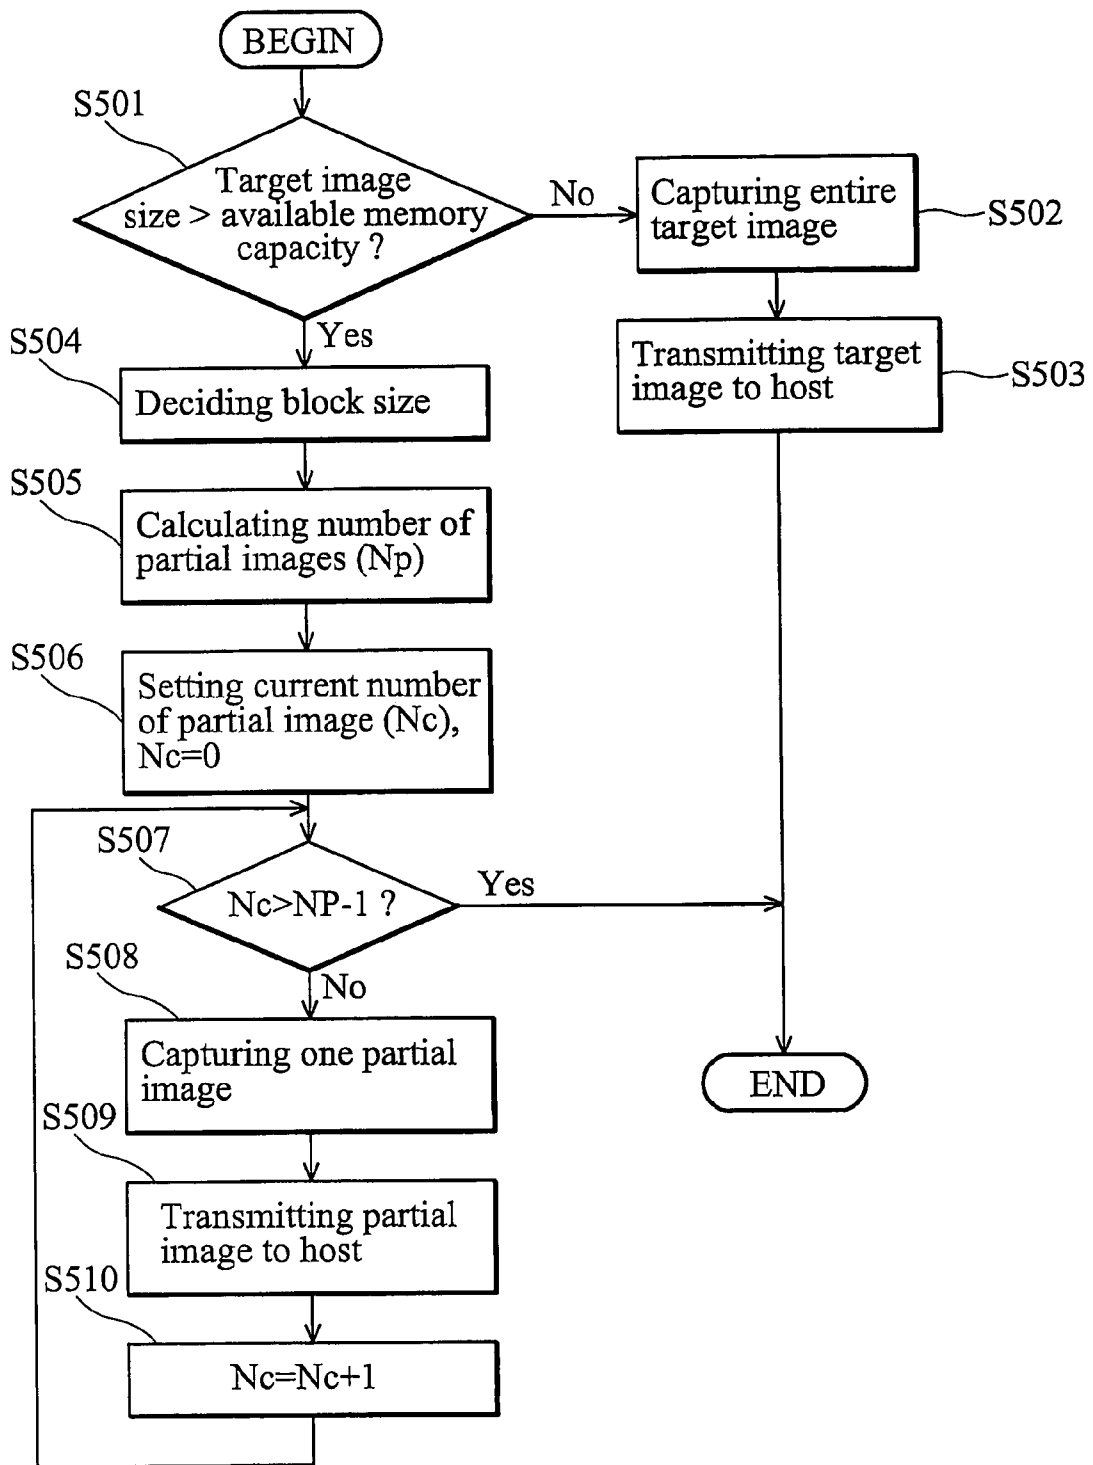 BEGIN
S501
Target image
size > available memory
capacity ?
No
Capturing entire
target image
S502
Yes
Transmitting target
image to host
S503
S504
Deciding block size
S505
Calculating number of
partial images (Np)
S506
Setting current number
of partial image (Nc),
Nc=0
S507
Nc>NP-1 ?
Yes
No
S508
Capturing one partial
image
END
S509
Transmitting partial
image to host
S510
Nc=Nc+1